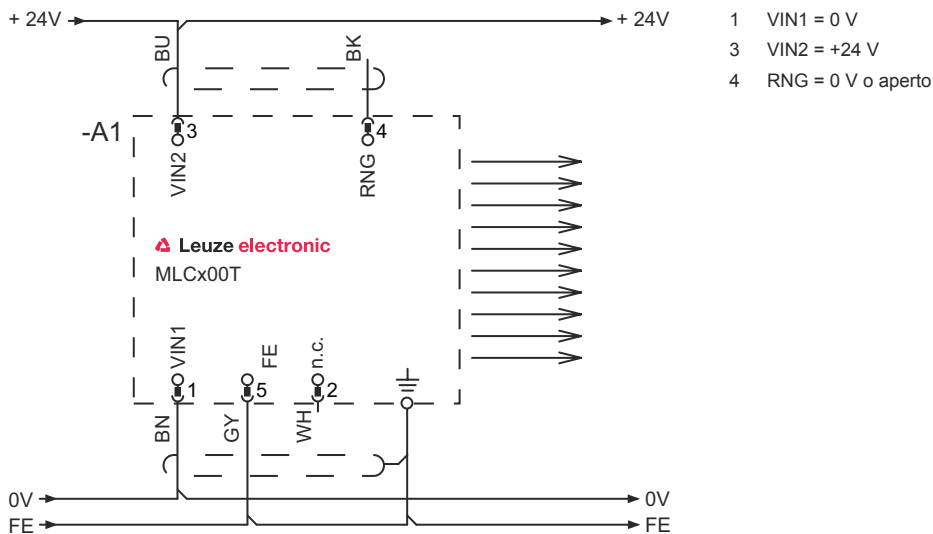 + 24V
+ 24V
1 VIN1 = 0 V
3 VIN2 = +24 V
4 RNG = 0 V o aperto
BU
BK
-A1
3
4
VIN2
RNG
Leuze electronic
MLCx00T
VIN1
FE
n.c.
1
5
2
BN
GY
WH
0V
0V
FE
FE